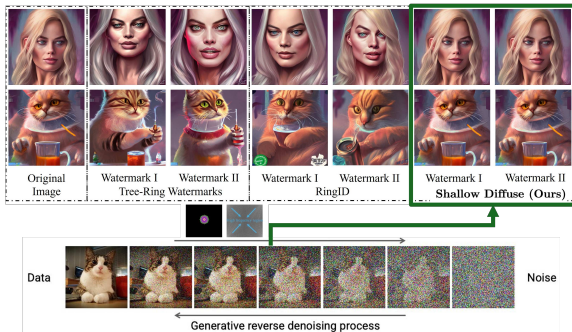 Original Image
Watermark I
Watermark II
Tree-Ring Watermarks
Watermark I
Watermark II
RingID
Watermark I
Watermark II
Shallow Diffuse (Ours)
Data
Noise
Generative reverse denoising process